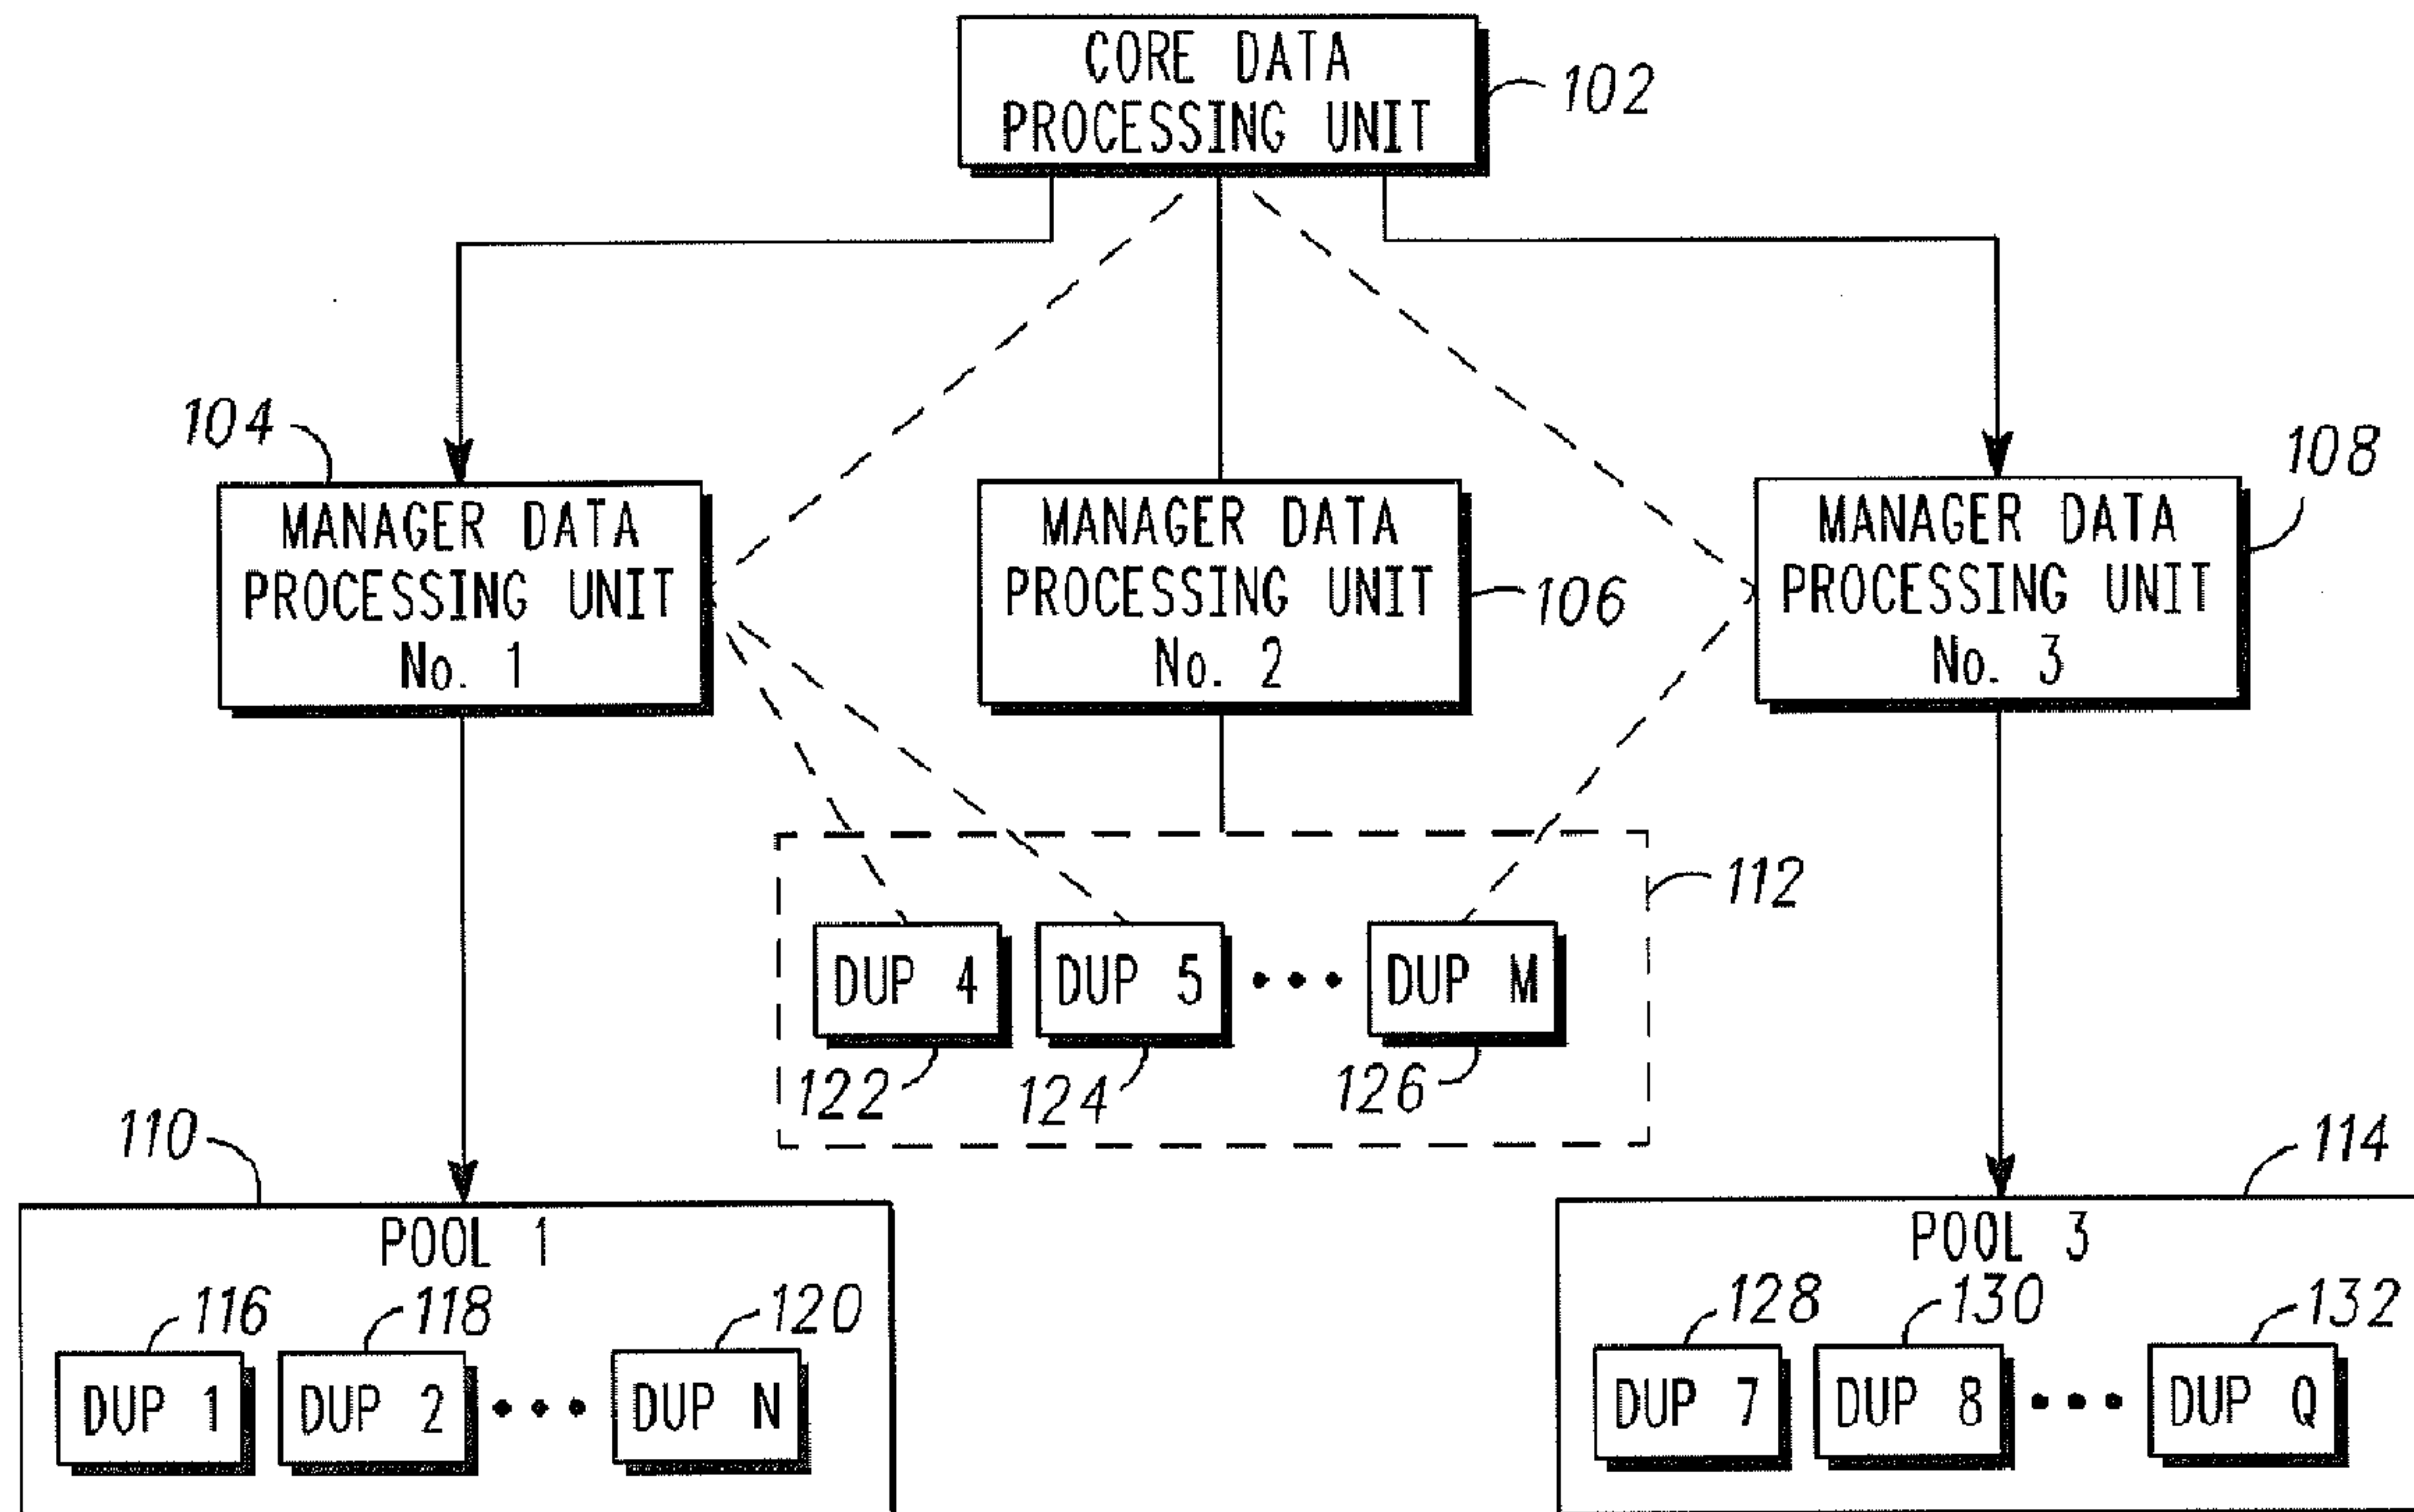 CORE DATA
PROCESSING UNIT
102
104
MANAGER DATA
PROCESSING UNIT
No. 1
MANAGER DATA
PROCESSING UNIT
No. 2
106
108
MANAGER DATA
PROCESSING UNIT
No. 3
112
DUP 4
DUP 5
DUP M
122
124
126
110
POOL 1
116
118
120
DUP 1
DUP 2
DUP N
114
POOL 3
128
130
132
DUP 7
DUP 8
DUP Q